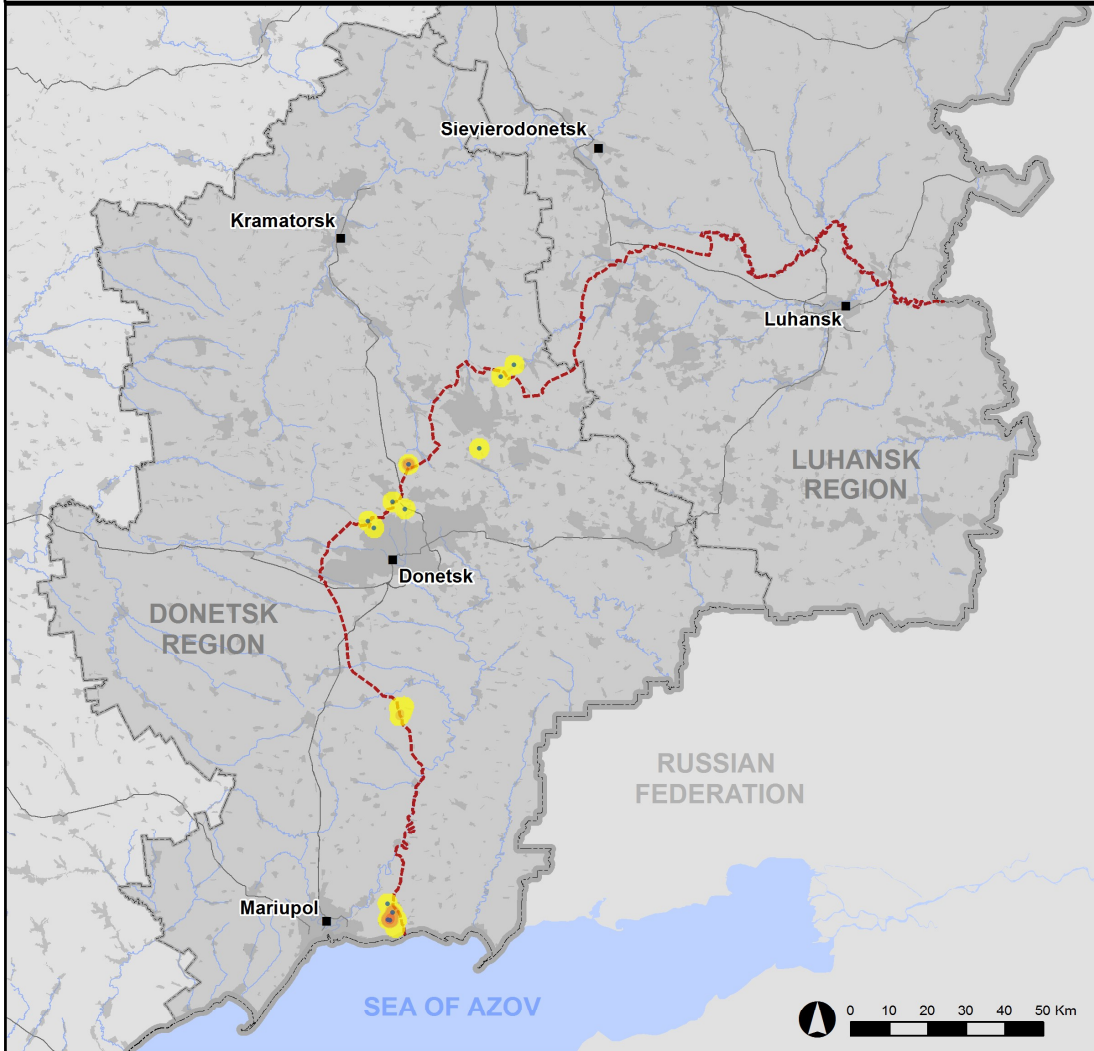 Sievierodonetsk
Kramatorsk
Luhansk
LUHANSK
REGION
Donetsk
DONETSK
REGION
RUSSIAN
FEDERATION
Mariupol
SEA OF AZOV
0 10 20 30 40 50 Km